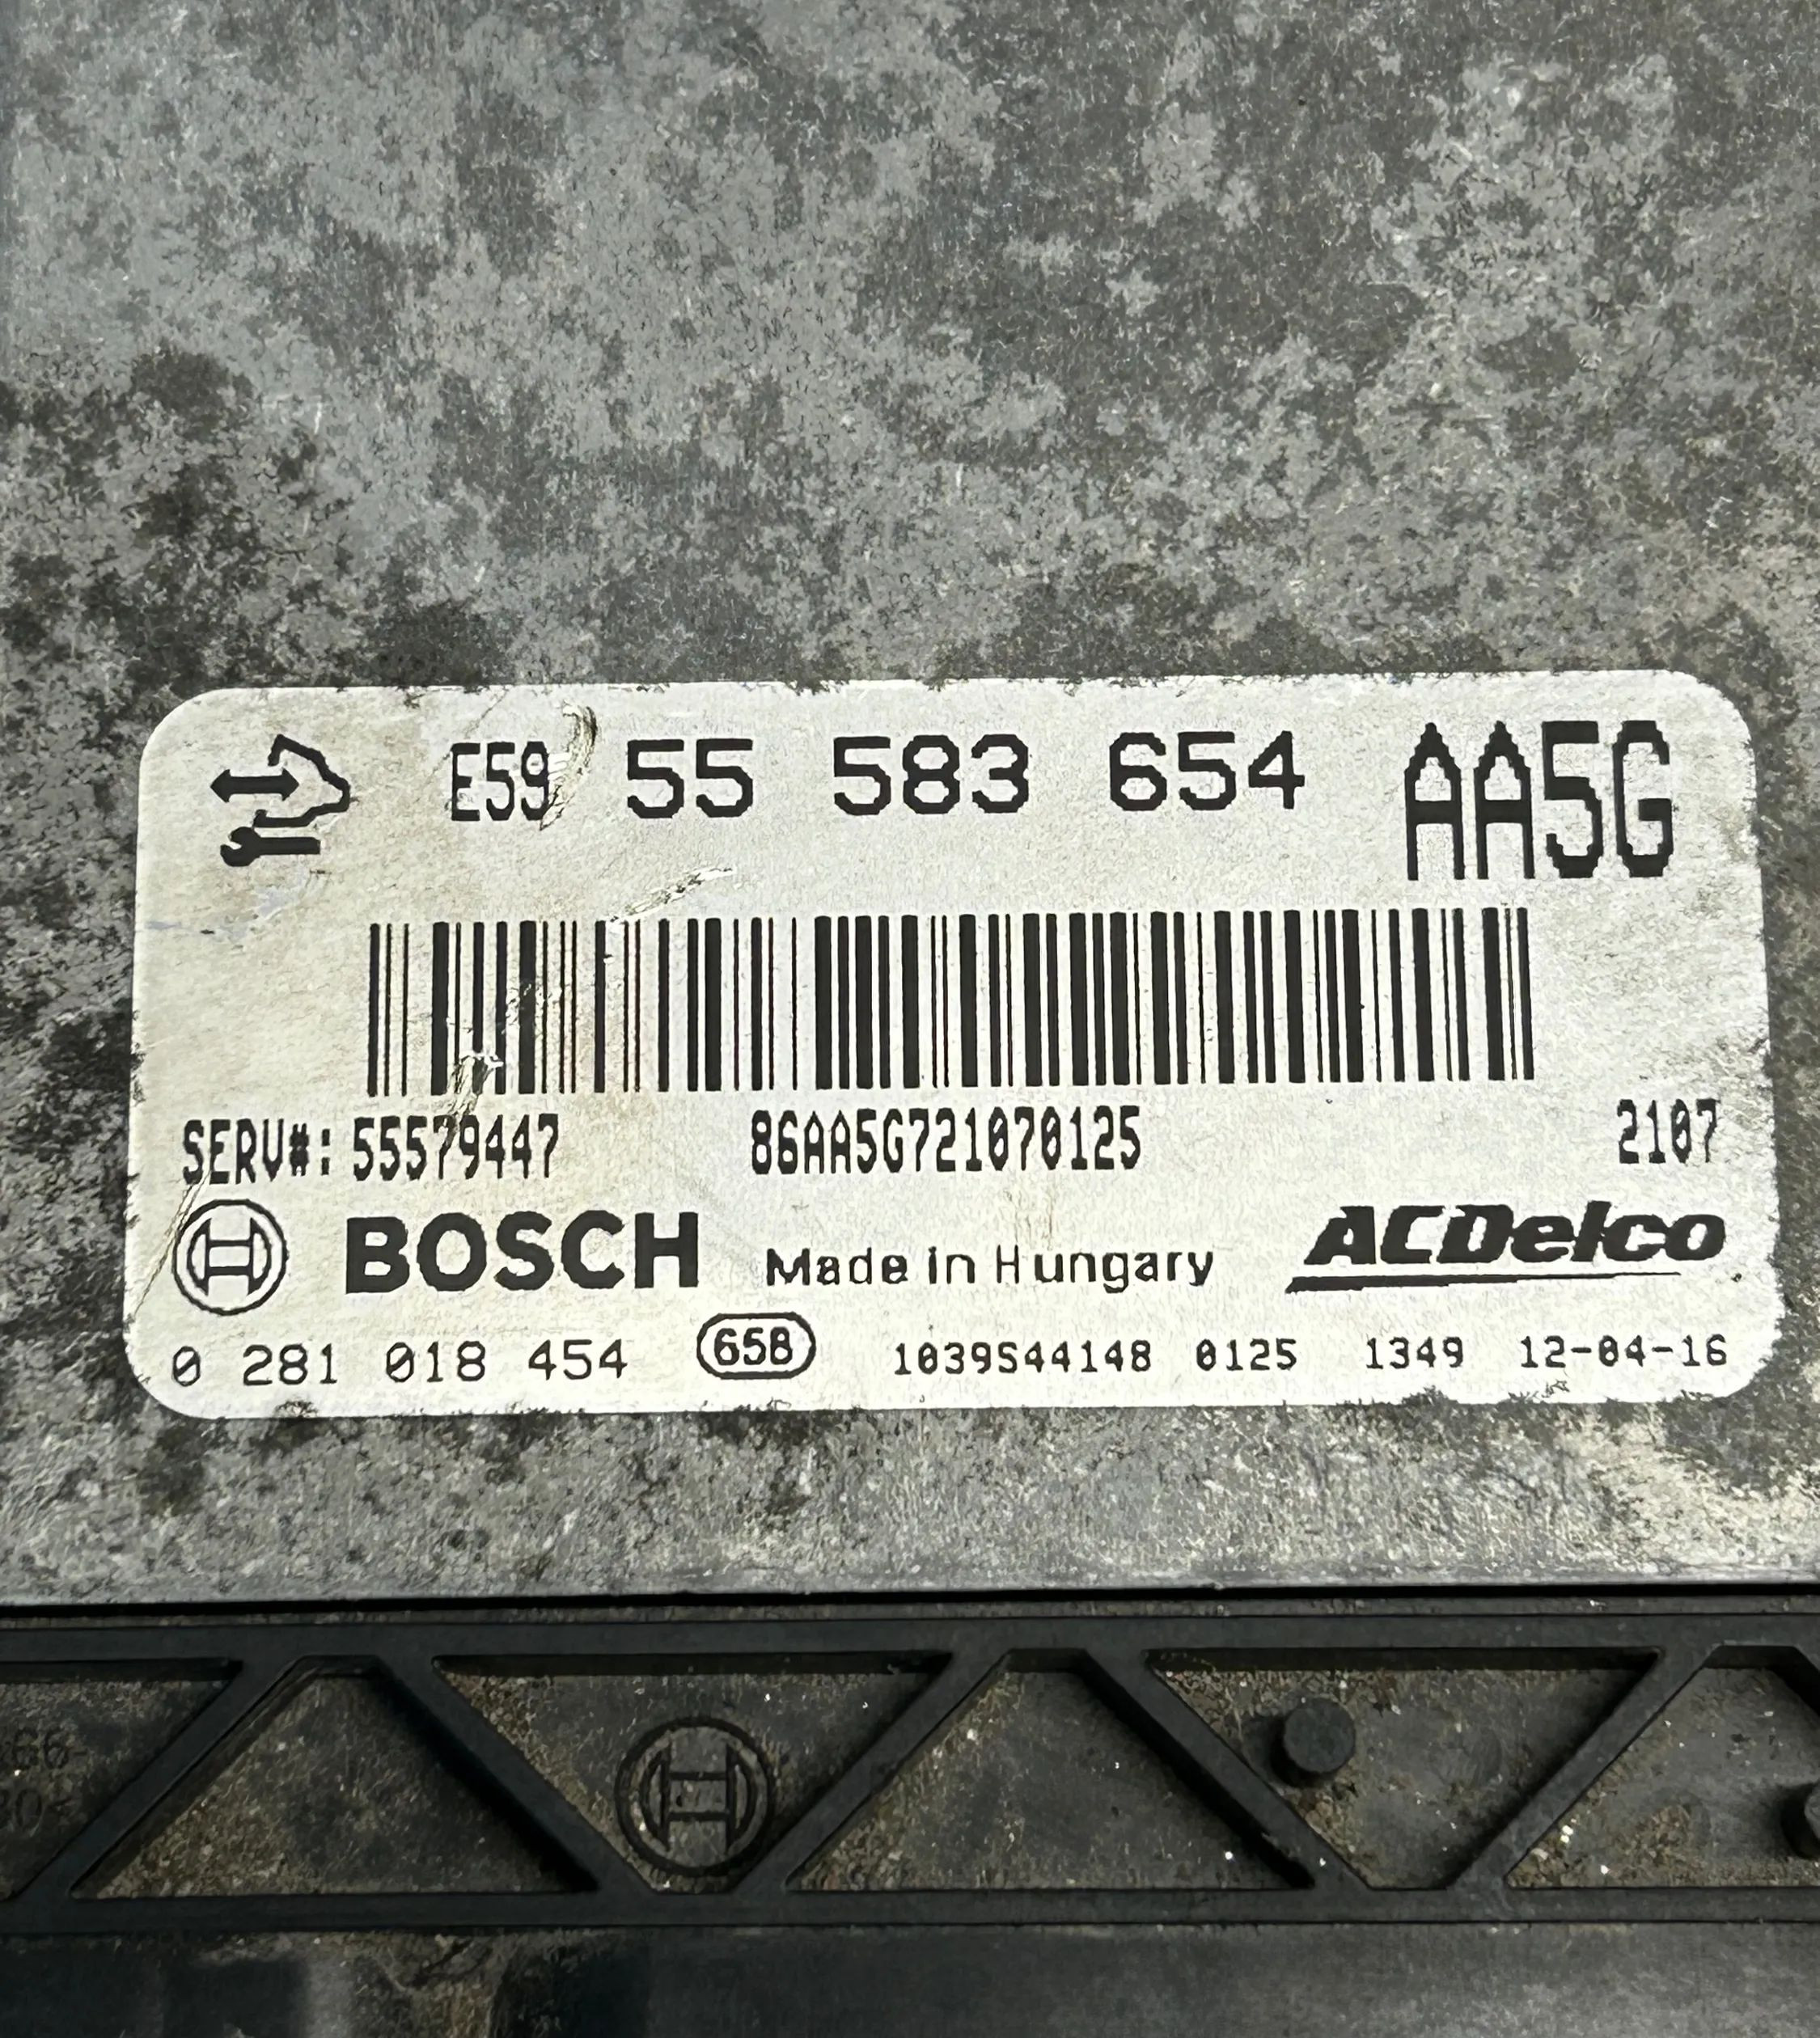 E59 55 583 654 AA5G
SERV#: 55579447 86AA5G721070125 2107
BOSCH Made in Hungary ACDelco
0 281 018 454 658 1039S44148 0125 1349 12-04-16